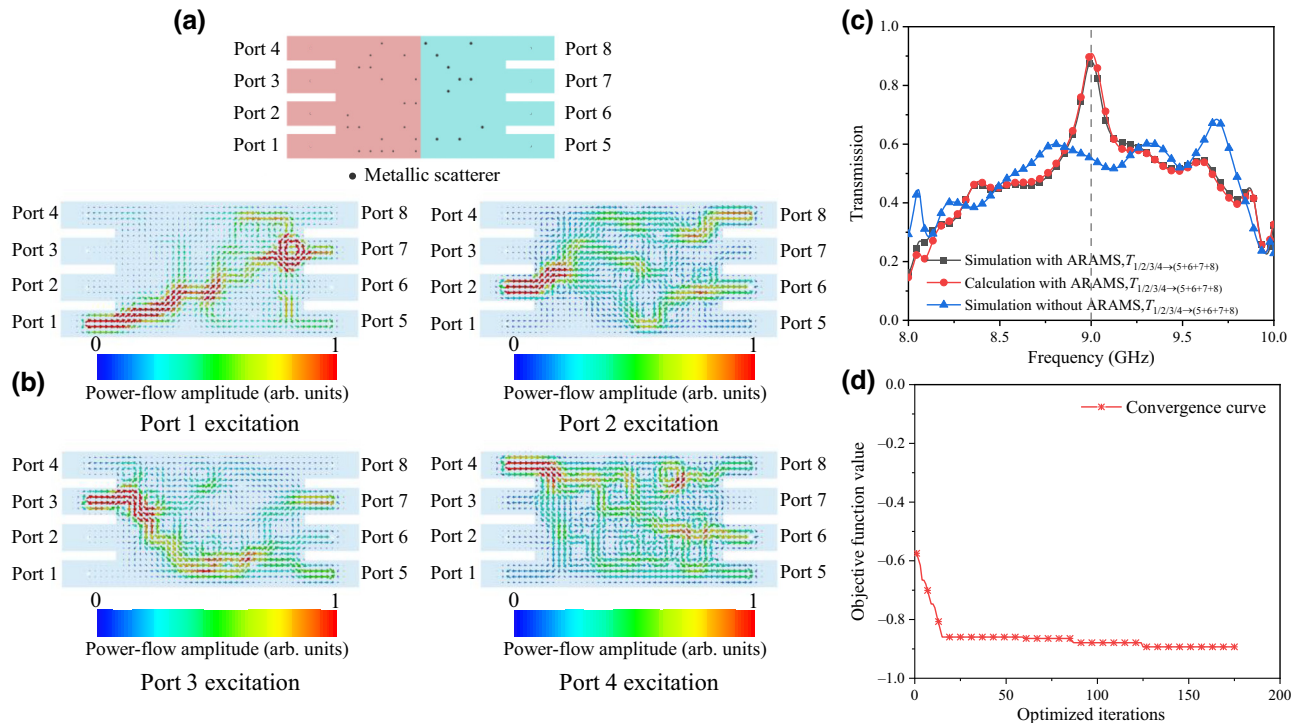 (a)
Port 4 Port 8
Port 3 Port 7
Port 2 Port 6
Port 1 Port 5
Metallic scatterer
Port 4 Port 8
Port 3 Port 7
Port 2 Port 6
Port 1 Port 5
0 1
Power-flow amplitude (arb. units)
Port 1 excitation
Port 4 Port 8
Port 3 Port 7
Port 2 Port 6
Port 1 Port 5
0 1
Power-flow amplitude (arb. units)
Port 2 excitation
(b)
Port 4 Port 8
Port 3 Port 7
Port 2 Port 6
Port 1 Port 5
0 1
Power-flow amplitude (arb. units)
Port 3 excitation
Port 4 Port 8
Port 3 Port 7
Port 2 Port 6
Port 1 Port 5
0 1
Power-flow amplitude (arb. units)
Port 4 excitation
(c)
1.0
0.8
0.6
0.4
0.2
0.0
Transmission
Simulation with ARAMS,T1/2/3/4→(5+6+7+8)
Calculation with ARAMS,T1/2/3/4→(5+6+7+8)
Simulation without ARAMS,T1/2/3/4→(5+6+7+8)
8.0 8.5 9.0 9.5 10.0
Frequency (GHz)
(d)
0.0
−0.2
−0.4
−0.6
−0.8
−1.0
Objective function value
Convergence curve
0 50 100 150 200
Optimized iterations